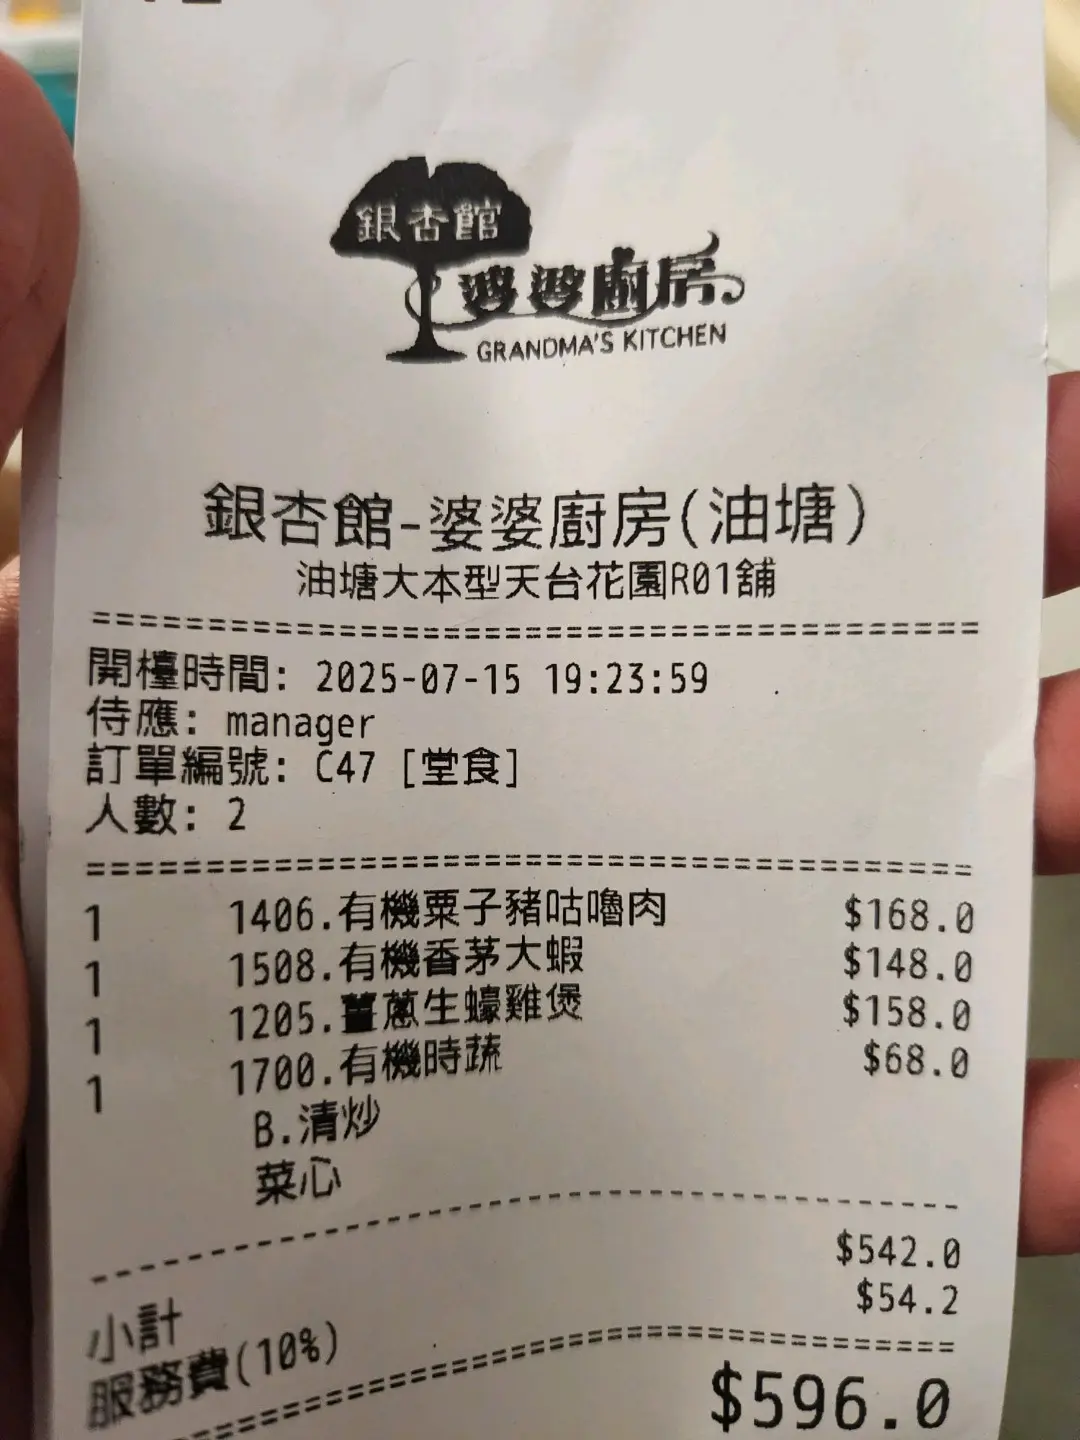 銀杏館
婆婆廚房
GRANDMA'S KITCHEN
銀杏館-婆婆廚房(油塘)
油塘大本型天台花園R01舖
========================================
開檯時間: 2025-07-15 19:23:59
侍應: manager
訂單編號: C47 [堂食]
人數: 2
========================================
1 1406.有機粟子豬咕嚕肉 $168.0
1 1508.有機香茅大蝦 $148.0
1 1205.薑蔥生蠔雞煲 $158.0
1 1700.有機時蔬 $68.0
B.清炒
菜心
----------------------------------------
小計 $542.0
服務費(10%) $54.2
========================================
$596.0